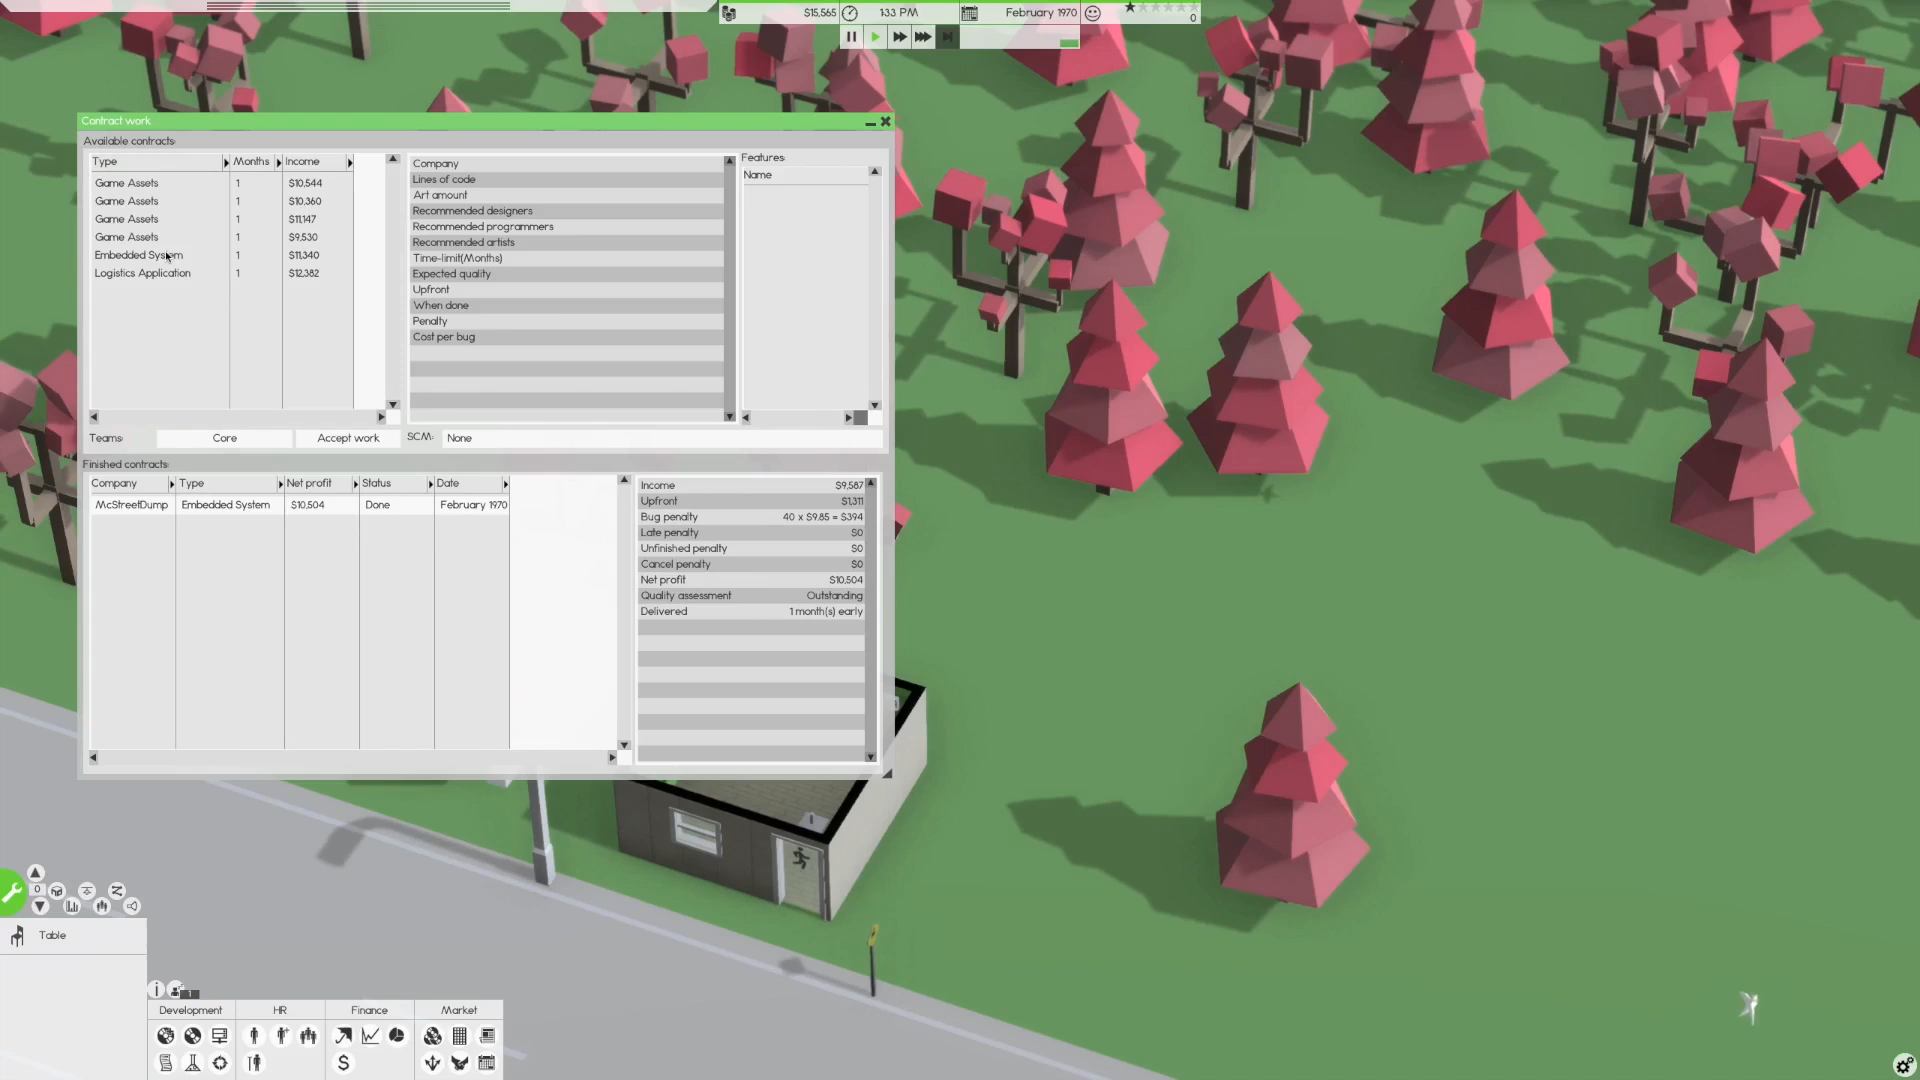 $15,565 1:33 PM February 1970 0
Contract work
Available contracts:
Type Months Income
Game Assets 1 $10,544
Game Assets 1 $10,360
Game Assets 1 $11,147
Game Assets 1 $9,530
Embedded System 1 $11,340
Logistics Application 1 $12,382
Company
Lines of code
Art amount
Recommended designers
Recommended programmers
Recommended artists
Time-limit(Months)
Expected quality
Upfront
When done
Penalty
Cost per bug
Features:
Name
Teams: Core Accept work SCM: None
Finished contracts:
Company Type Net profit Status Date
McStreetDump Embedded System $10,504 Done February 1970
Income $9,587
Upfront $1,311
Bug penalty 40 x $9.85 = $394
Late penalty $0
Unfinished penalty $0
Cancel penalty $0
Net profit $10,504
Quality assessment Outstanding
Delivered 1 month(s) early
0
Table
1
Development HR Finance Market